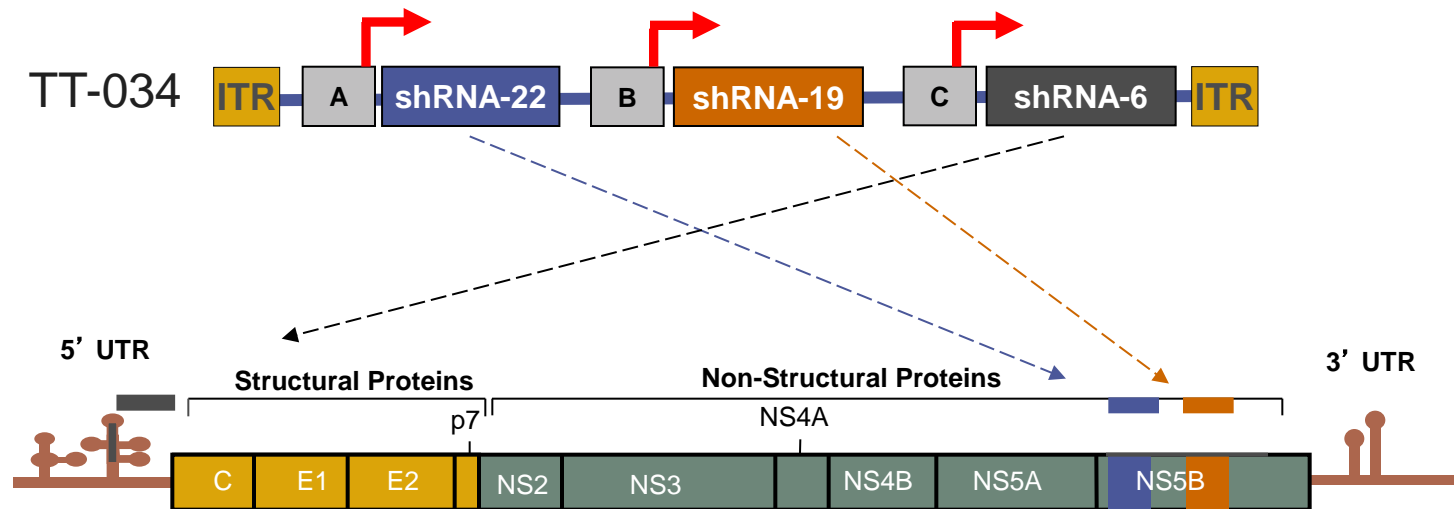 TT-034 ITR A shRNA-22 B shRNA-19 C shRNA-6 ITR
5’ UTR
3’ UTR
Structural Proteins
Non-Structural Proteins
p7
NS4A
C E1 E2 NS2 NS3 NS4B NS5A NS5B